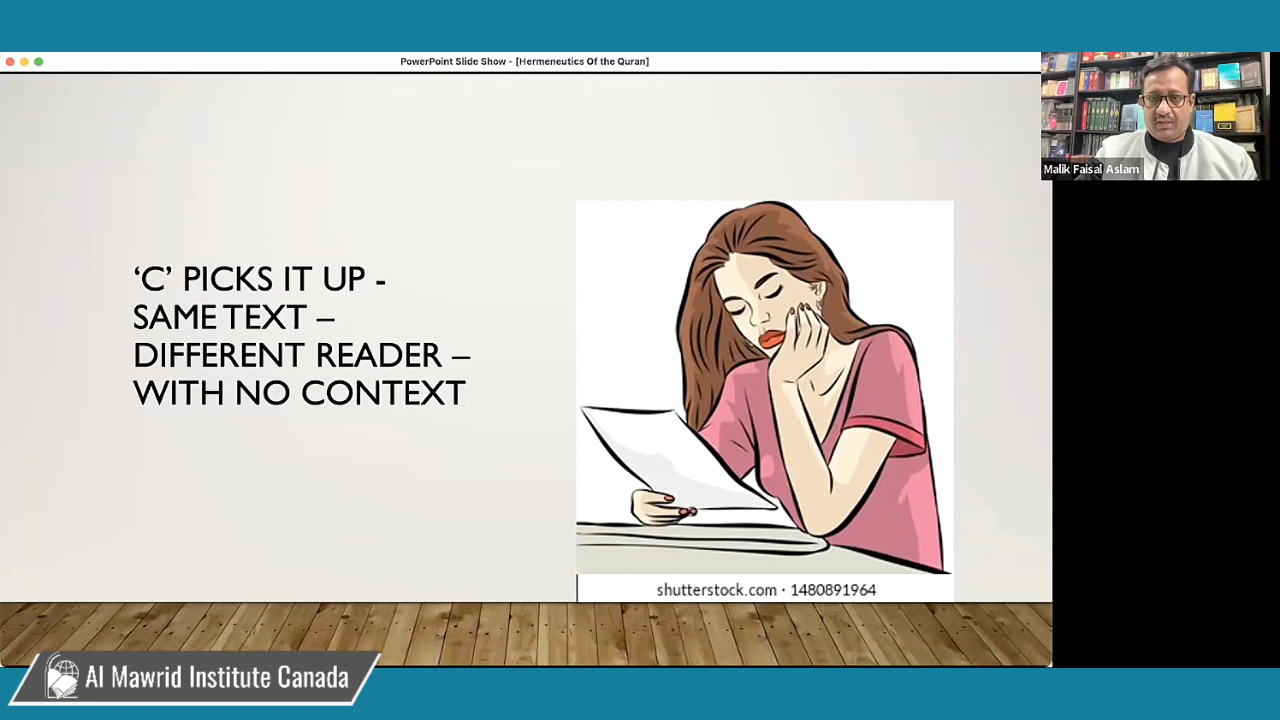 PowerPoint Slide Show - [Hermeneutics Of the Quran]
Malik Faisal Aslam
‘C’ PICKS IT UP -
SAME TEXT –
DIFFERENT READER –
WITH NO CONTEXT
shutterstock.com · 1480891964
Al Mawrid Institute Canada